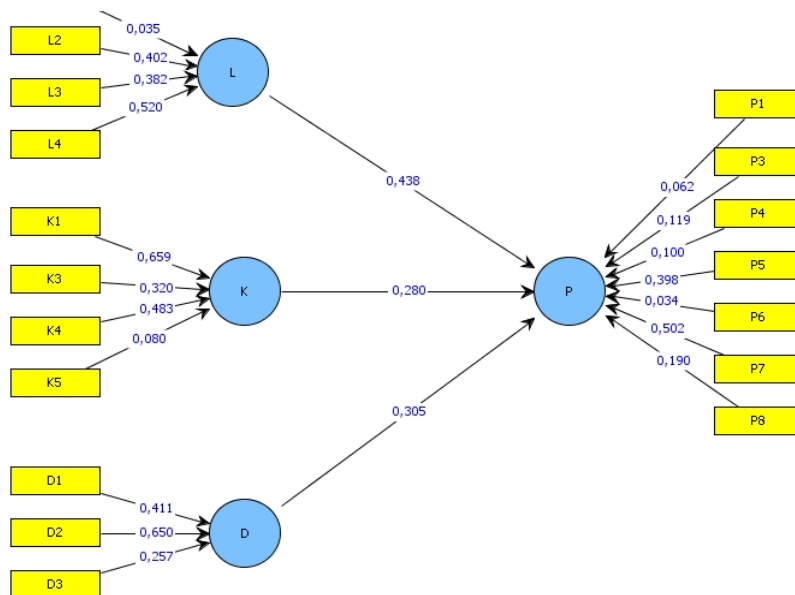 0,035
L2
0,402
L3
0,382
L4
0,520
L
0,438
K1
0,659
K3
0,320
K4
0,483
K5
0,080
K
0,280
D1
0,411
D2
0,650
D3
0,257
D
0,305
P
P1
0,062
P3
0,119
P4
0,100
P5
0,398
P6
0,034
P7
0,502
P8
0,190